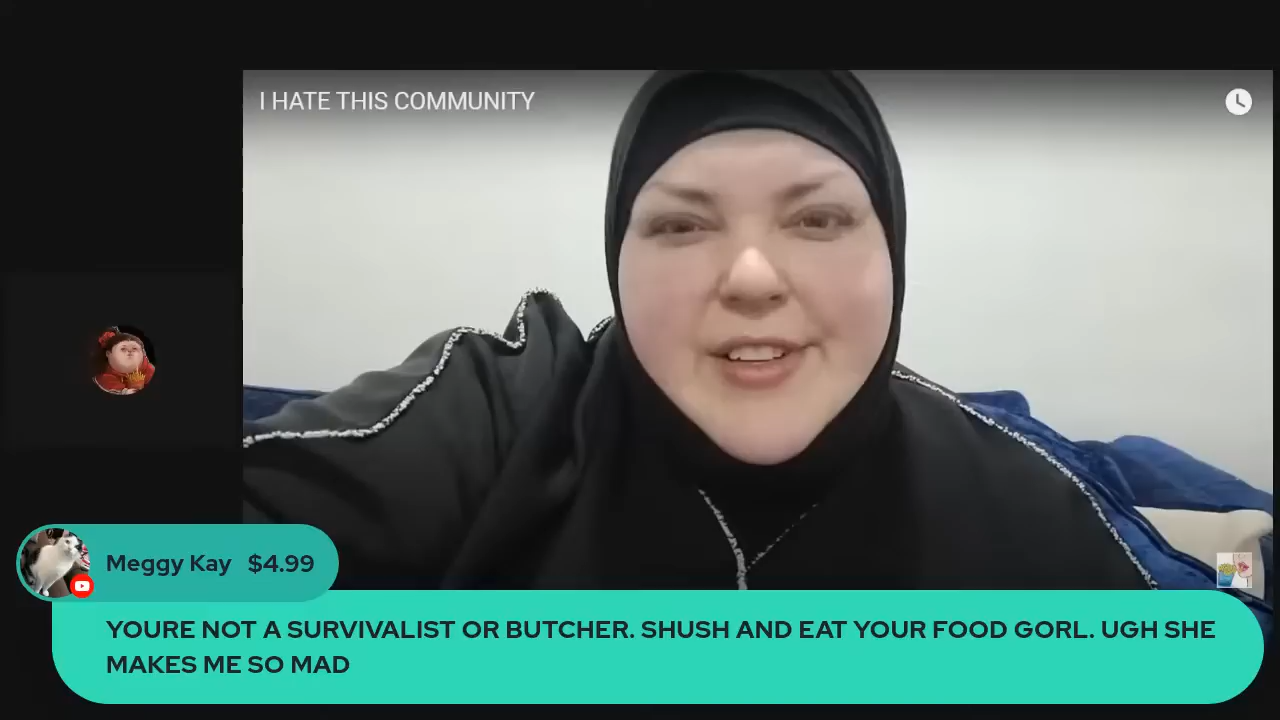 I HATE THIS COMMUNITY
Meggy Kay $4.99
YOURE NOT A SURVIVALIST OR BUTCHER. SHUSH AND EAT YOUR FOOD GORL. UGH SHE
MAKES ME SO MAD